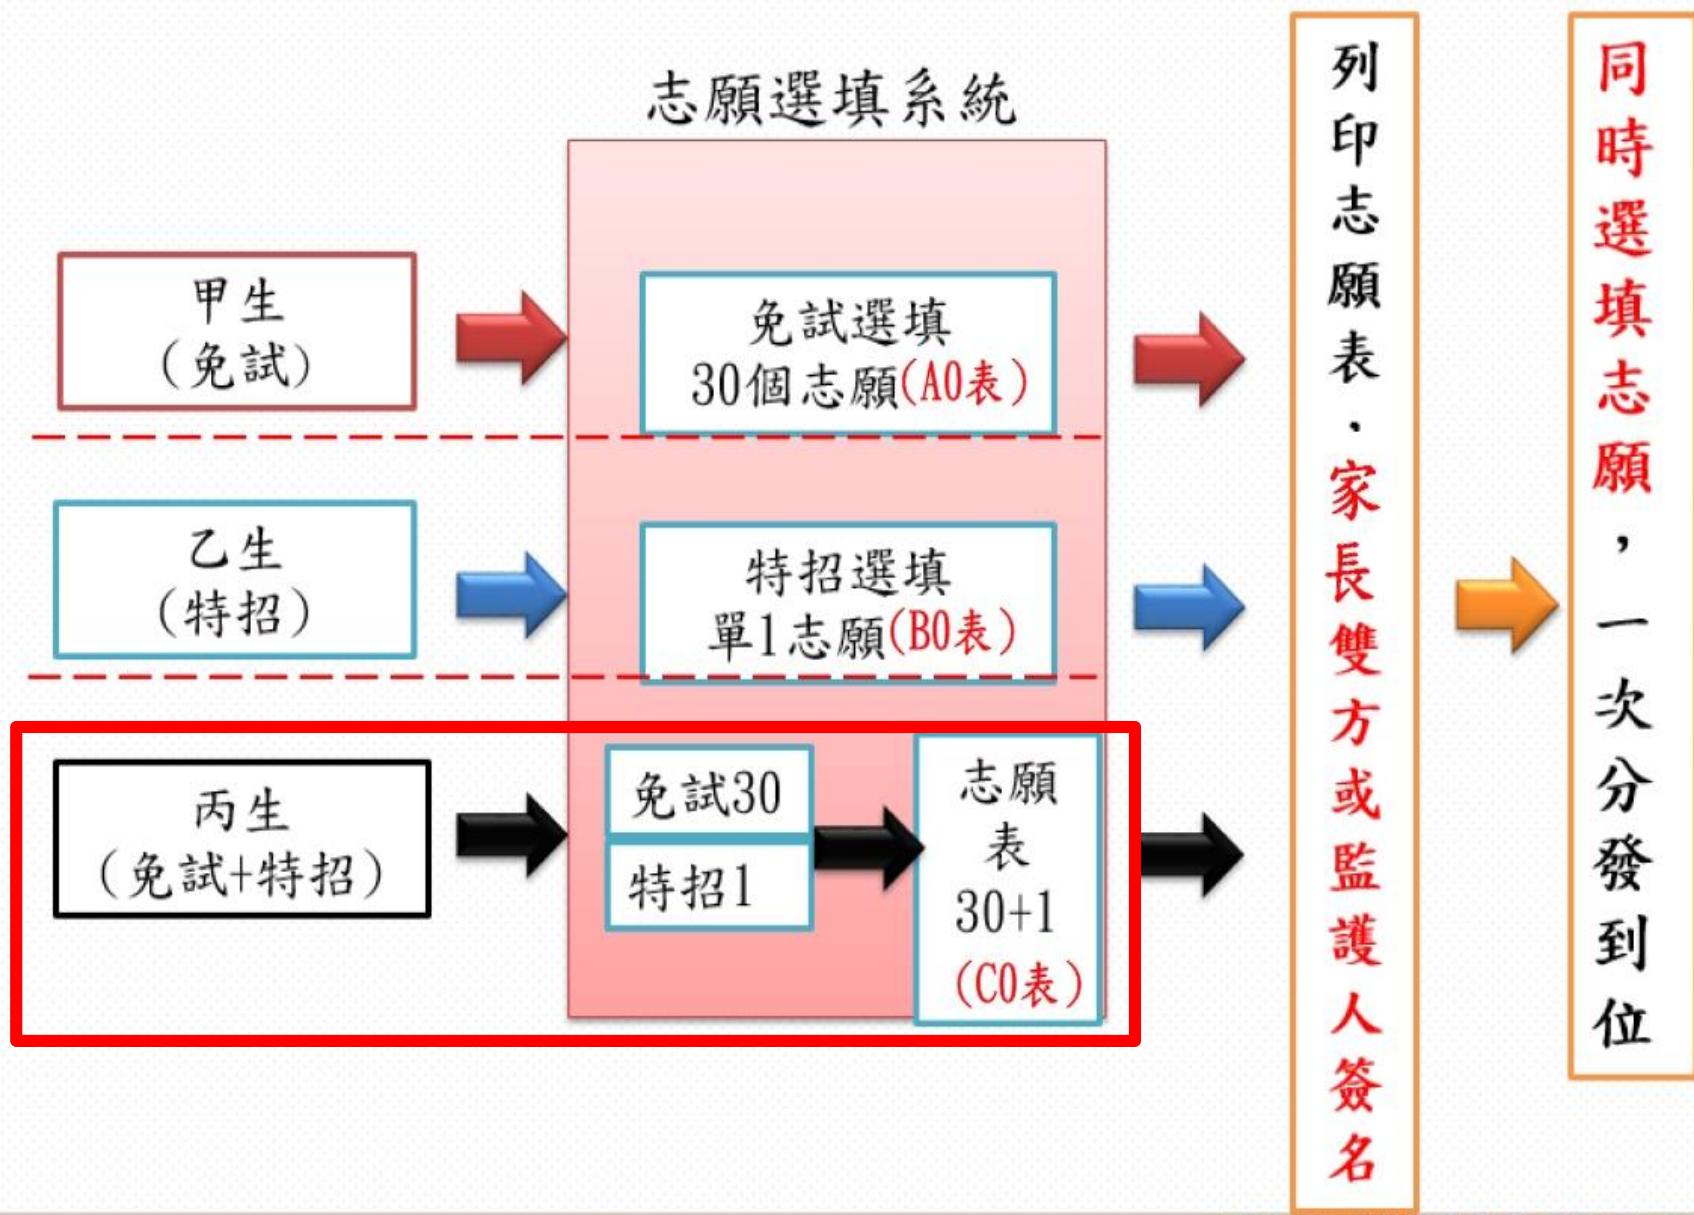 志願選填系統
甲生
(免試)
免試選填
30個志願(A0表)
乙生
(特招)
特招選填
單1志願(B0表)
丙生
(免試+特招)
免試30
特招1
志願
表
30+1
(C0表)
列印志願表．家長雙方或監護人簽名
同時選填志願，一次分發到位